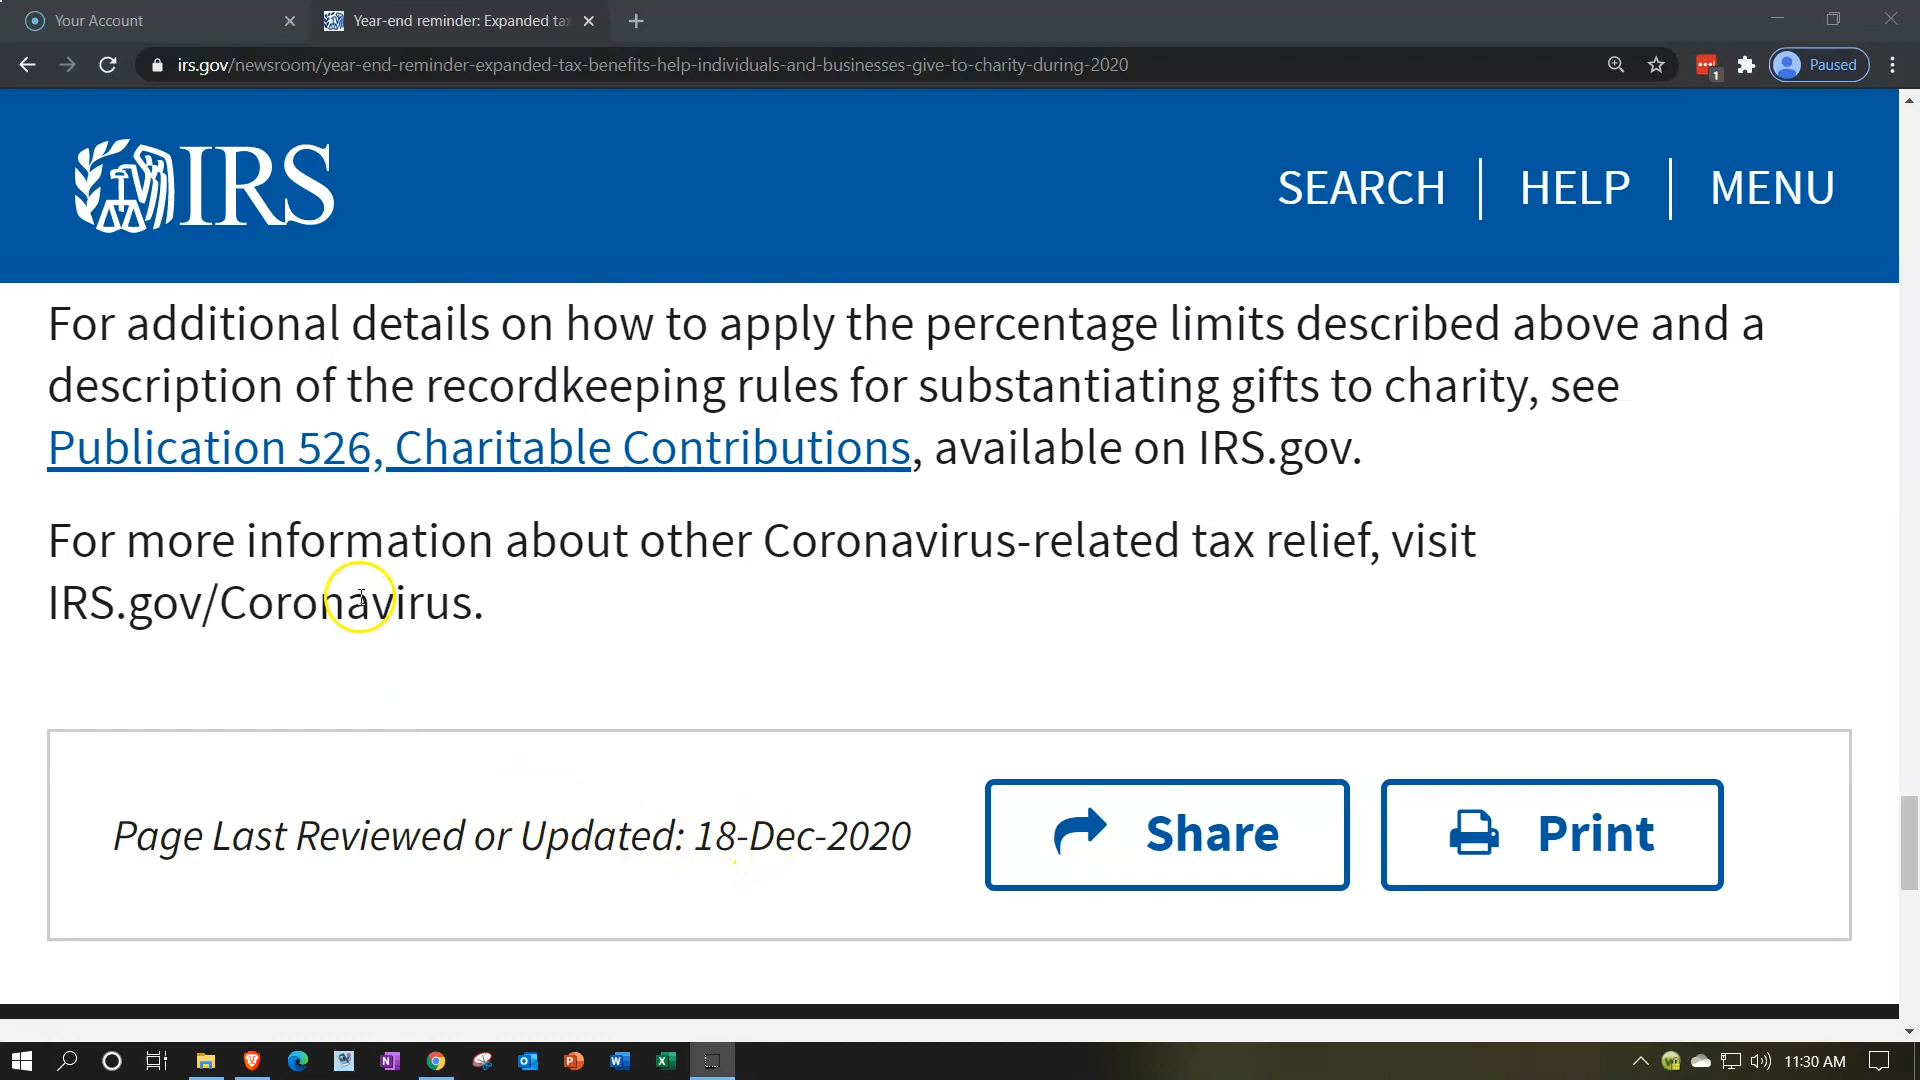 Your Account
Year-end reminder: Expanded ta
irs.gov/newsroom/year-end-reminder-expanded-tax-benefits-help-individuals-and-businesses-give-to-charity-during-2020
1
Paused
IRS
SEARCH
HELP
MENU
For additional details on how to apply the percentage limits described above and a
description of the recordkeeping rules for substantiating gifts to charity, see
Publication 526, Charitable Contributions, available on IRS.gov.
For more information about other Coronavirus-related tax relief, visit
IRS.gov/Coronavirus.
Page Last Reviewed or Updated: 18-Dec-2020
Share
Print
11:30 AM